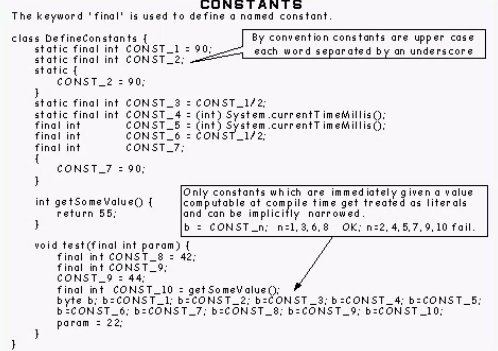 CONSTANTS
The keyword 'final' is used to define a named constant.
class DefineConstants {
static final int CONST_1 = 90;
static final int CONST_2;
static {
CONST_2 = 90;
}
static final int CONST_3 = CONST_1/2;
static final int CONST_4 = (int) System.currentTimeMillis();
final int CONST_5 = (int) System.currentTimeMillis();
final int CONST_6 = CONST_1/2;
final int CONST_7;
{
CONST_7 = 90;
}
int getSomeValue() {
return 55;
}
void test(final int param) {
final int CONST_8 = 42;
final int CONST_9;
CONST_9 = 44;
final int CONST_10 = getSomeValue();
byte b; b=CONST_1; b=CONST_2; b=CONST_3; b=CONST_4; b=CONST_5;
b=CONST_6; b=CONST_7; b=CONST_8; b=CONST_9; b=CONST_10;
param = 22;
}
}
By convention constants are upper case
each word separated by an underscore
Only constants which are immediately given a value
computable at compile time get treated as literals
and can be implicitly narrowed.
b = CONST_n; n=1,3,6,8 OK; n=2,4,5,7,9,10 fail.